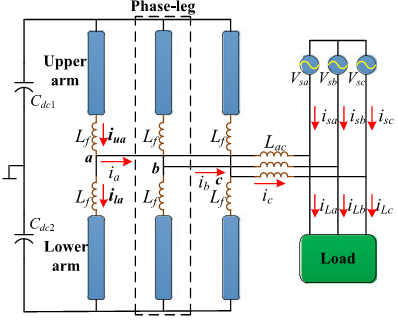 Phase-leg
Upper arm
V_sa V_sb V_sc
C_dc1
i_sa i_sb i_sc
L_f i_ua L_f L_f
L_ac
a i_a b i_b c i_c
L_f i_la L_f L_f
i_La i_Lb i_Lc
C_dc2
Lower arm
Load